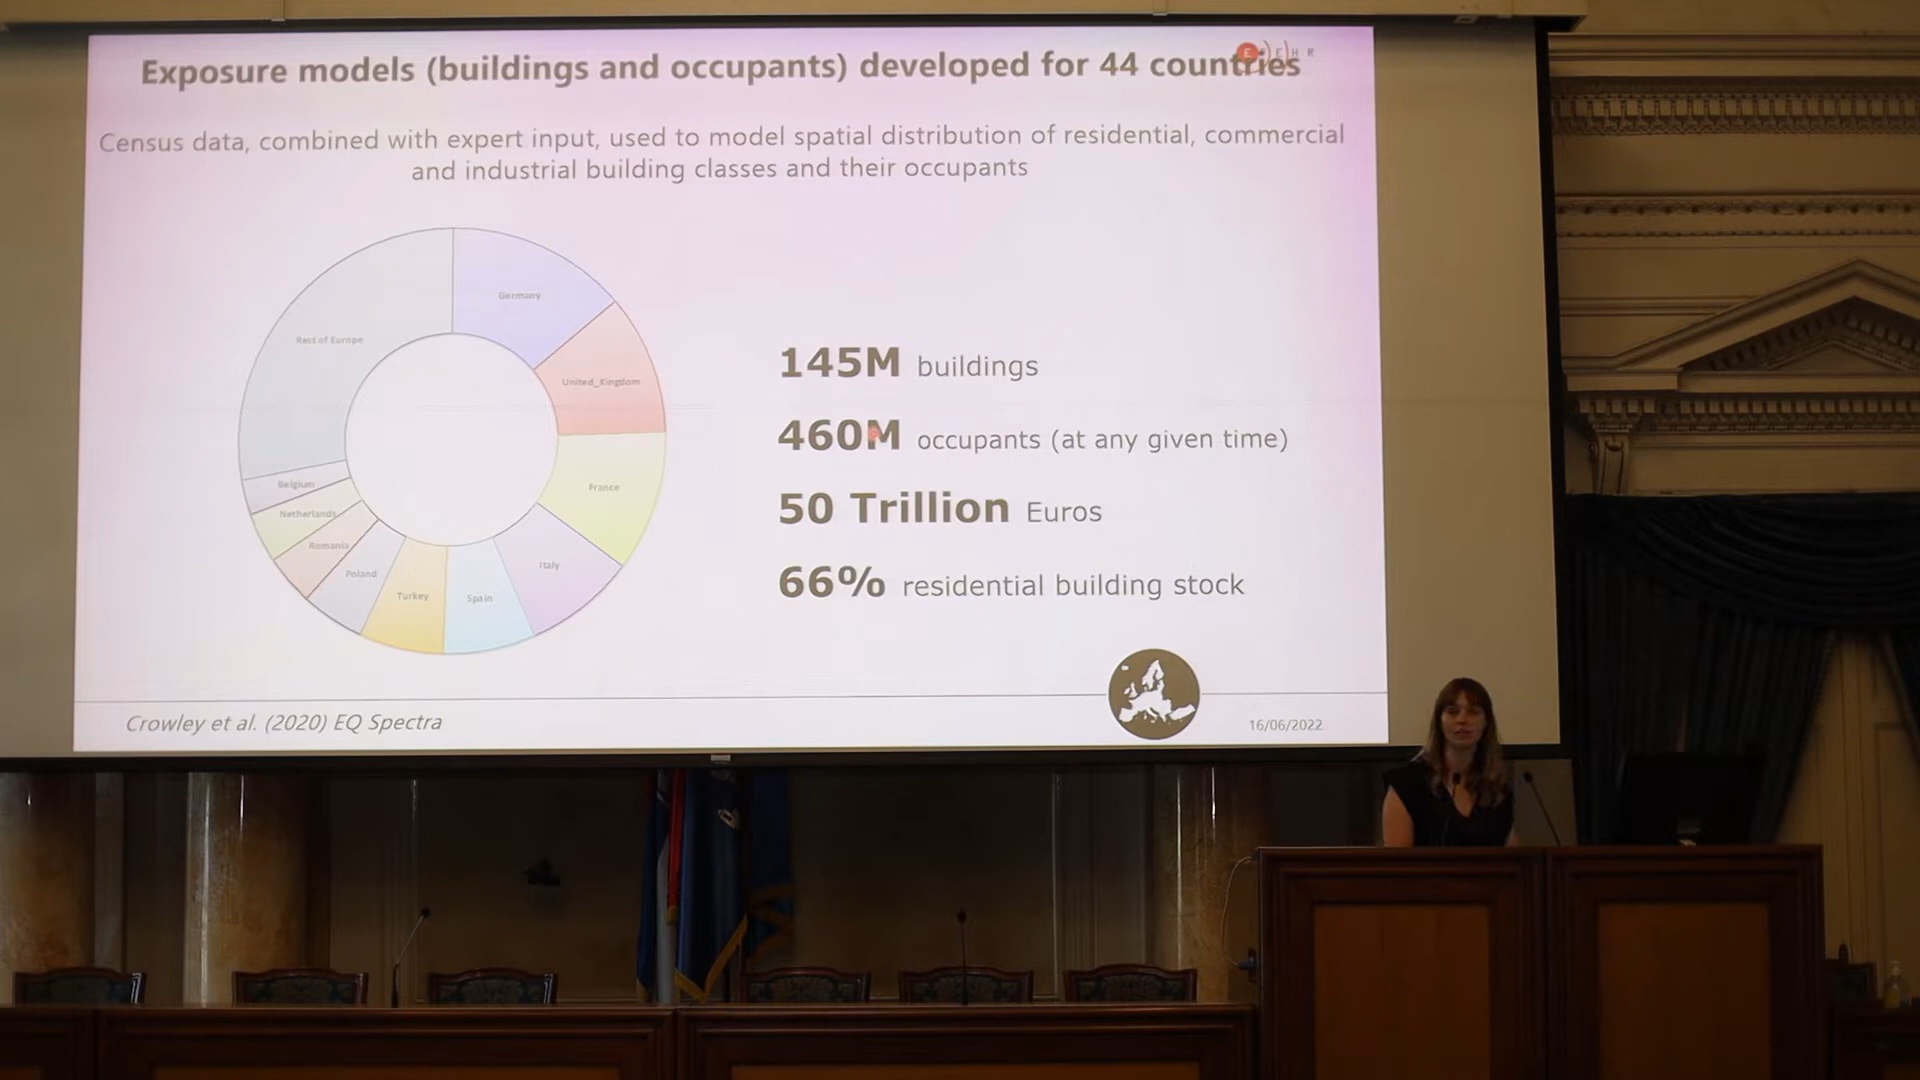 Exposure models (buildings and occupants) developed for 44 countries
Census data, combined with expert input, used to model spatial distribution of residential, commercial
and industrial building classes and their occupants
Germany
United_Kingdom
France
Italy
Spain
Turkey
Poland
Romania
Netherlands
Belgium
Rest of Europe
145M buildings
460M occupants (at any given time)
50 Trillion Euros
66% residential building stock
Crowley et al. (2020) EQ Spectra
16/06/2022